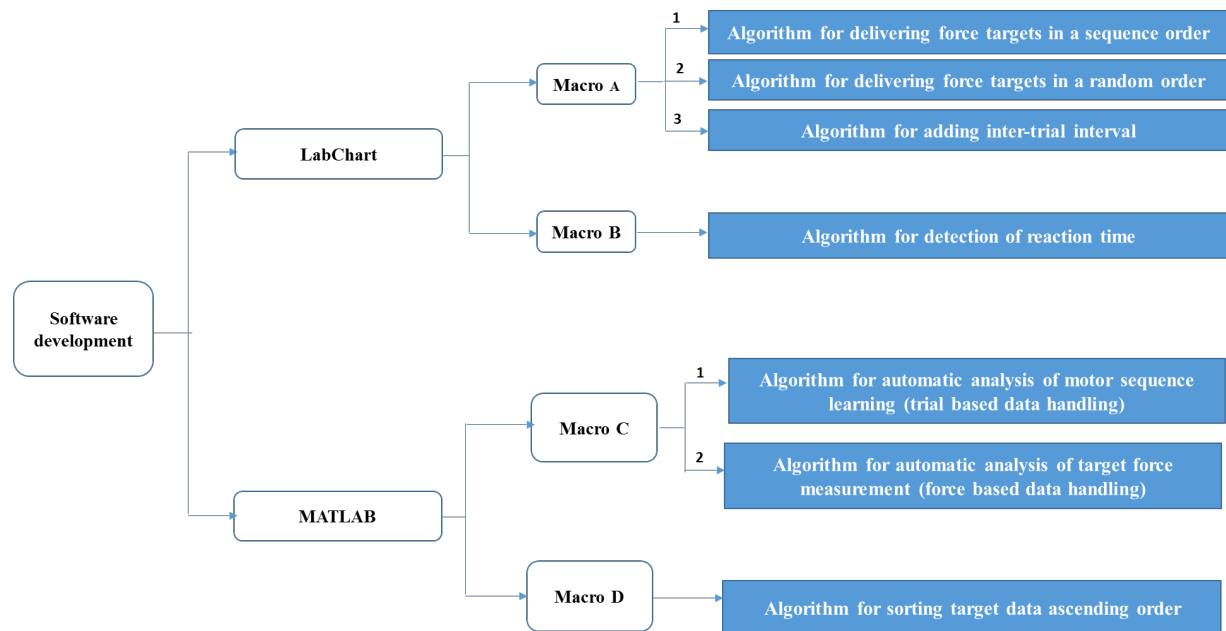 1
Algorithm for delivering force targets in a sequence order
Macro A
2
Algorithm for delivering force targets in a random order
3
Algorithm for adding inter-trial interval
LabChart
Macro B
Algorithm for detection of reaction time
Software
development
1
Algorithm for automatic analysis of motor sequence
learning (trial based data handling)
Macro C
2
Algorithm for automatic analysis of target force
measurement (force based data handling)
MATLAB
Macro D
Algorithm for sorting target data ascending order